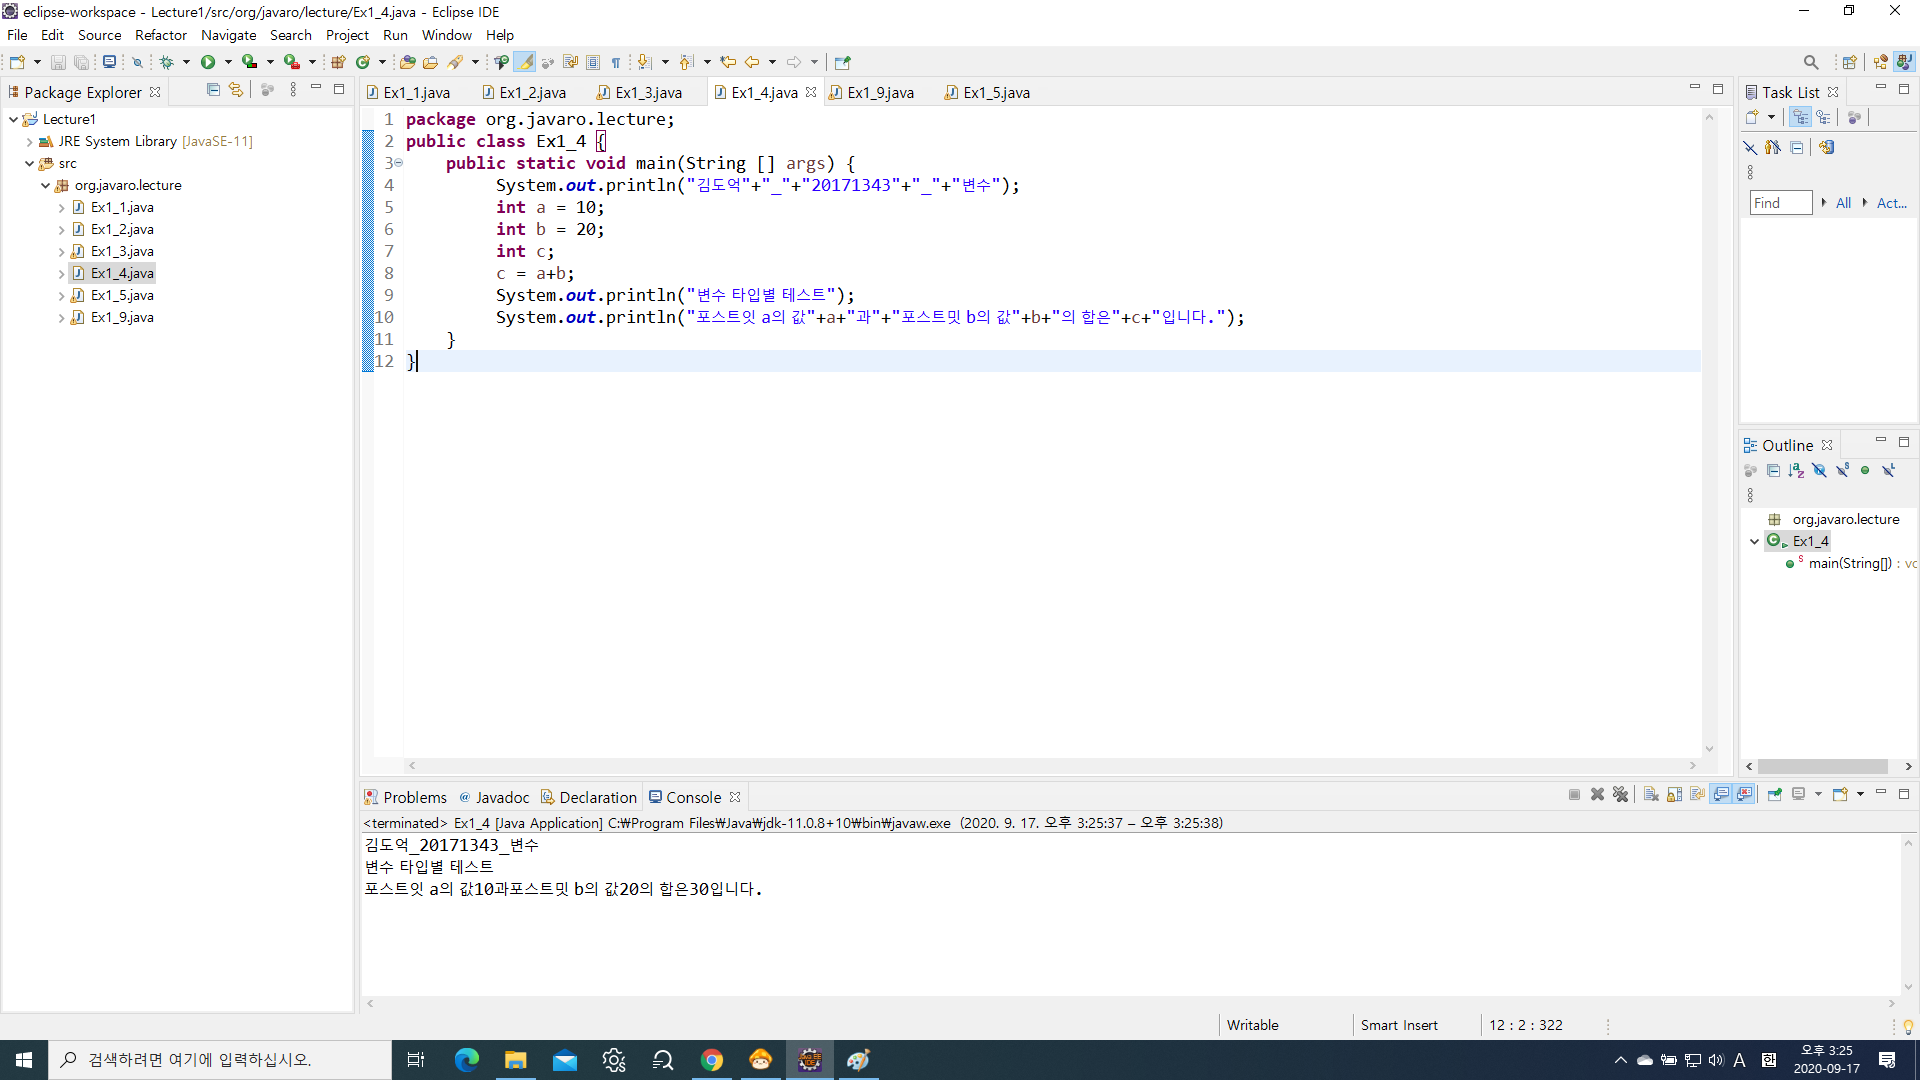 eclipse-workspace - Lecture1/src/org/javaro/lecture/Ex1_4.java - Eclipse IDE
File Edit Source Refactor Navigate Search Project Run Window Help
Package Explorer
Lecture1
JRE System Library [JavaSE-11]
src
org.javaro.lecture
Ex1_1.java
Ex1_2.java
Ex1_3.java
Ex1_4.java
Ex1_5.java
Ex1_9.java
Ex1_1.java Ex1_2.java Ex1_3.java Ex1_4.java Ex1_9.java Ex1_5.java
1 package org.javaro.lecture;
2 public class Ex1_4 {
3 public static void main(String [] args) {
4 System.out.println("김도억"+"_"+"20171343"+"_"+"변수");
5 int a = 10;
6 int b = 20;
7 int c;
8 c = a+b;
9 System.out.println("변수 타입별 테스트");
10 System.out.println("포스트잇 a의 값"+a+"과"+"포스트밋 b의 값"+b+"의 합은"+c+"입니다.");
11 }
12 }
Task List
Find All Act...
Outline
org.javaro.lecture
Ex1_4
main(String[]) : vo
Problems Javadoc Declaration Console
<terminated> Ex1_4 [Java Application] C:₩Program Files₩Java₩jdk-11.0.8+10₩bin₩javaw.exe (2020. 9. 17. 오후 3:25:37 – 오후 3:25:38)
김도억_20171343_변수
변수 타입별 테스트
포스트잇 a의 값10과포스트밋 b의 값20의 합은30입니다.
Writable Smart Insert 12 : 2 : 322
검색하려면 여기에 입력하십시오.
A 한
오후 3:25
2020-09-17